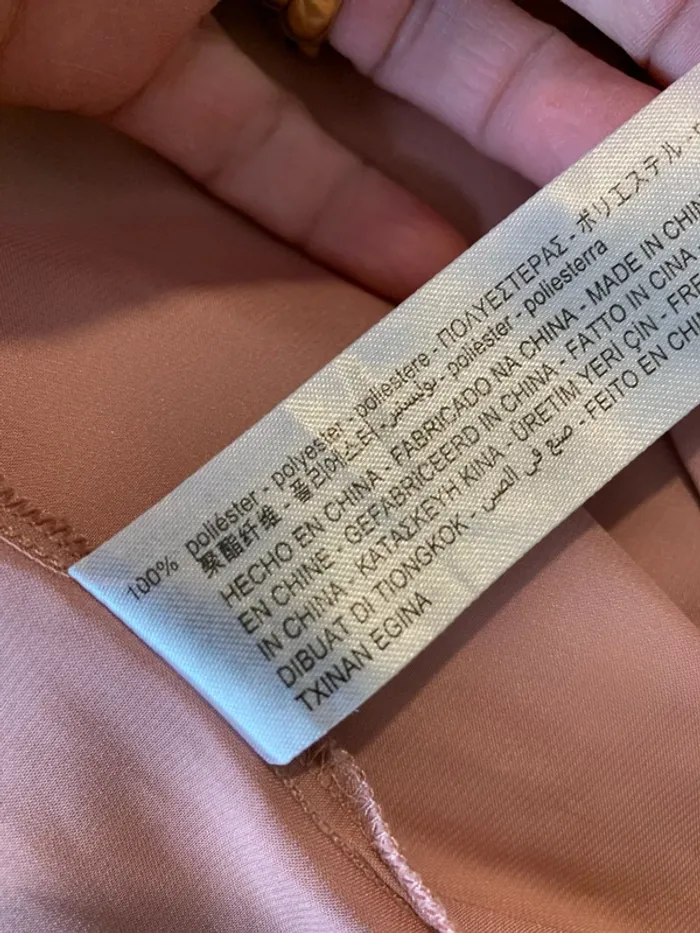 100% poliéster - polyester - poliestere - ΠΟΛΥΕΣΤΕΡΑΣ - ポリエステル -
聚酯纤维 - 폴리에스터 - بوليستر - poliéster - poliesterra
HECHO EN CHINA - FABRICADO NA CHINA - MADE IN CHIN
EN CHINE - GEFABRICEERD IN CHINA - FATTO IN CINA
IN CHINA - ΚΑΤΑΣΚΕΥΗ ΚΙΝΑ - ÜRETİM YERİ ÇİN - FR
DIBUAT DI TIONGKOK - صنع في الصين - FEITO EN CHI
TXINAN EGINA